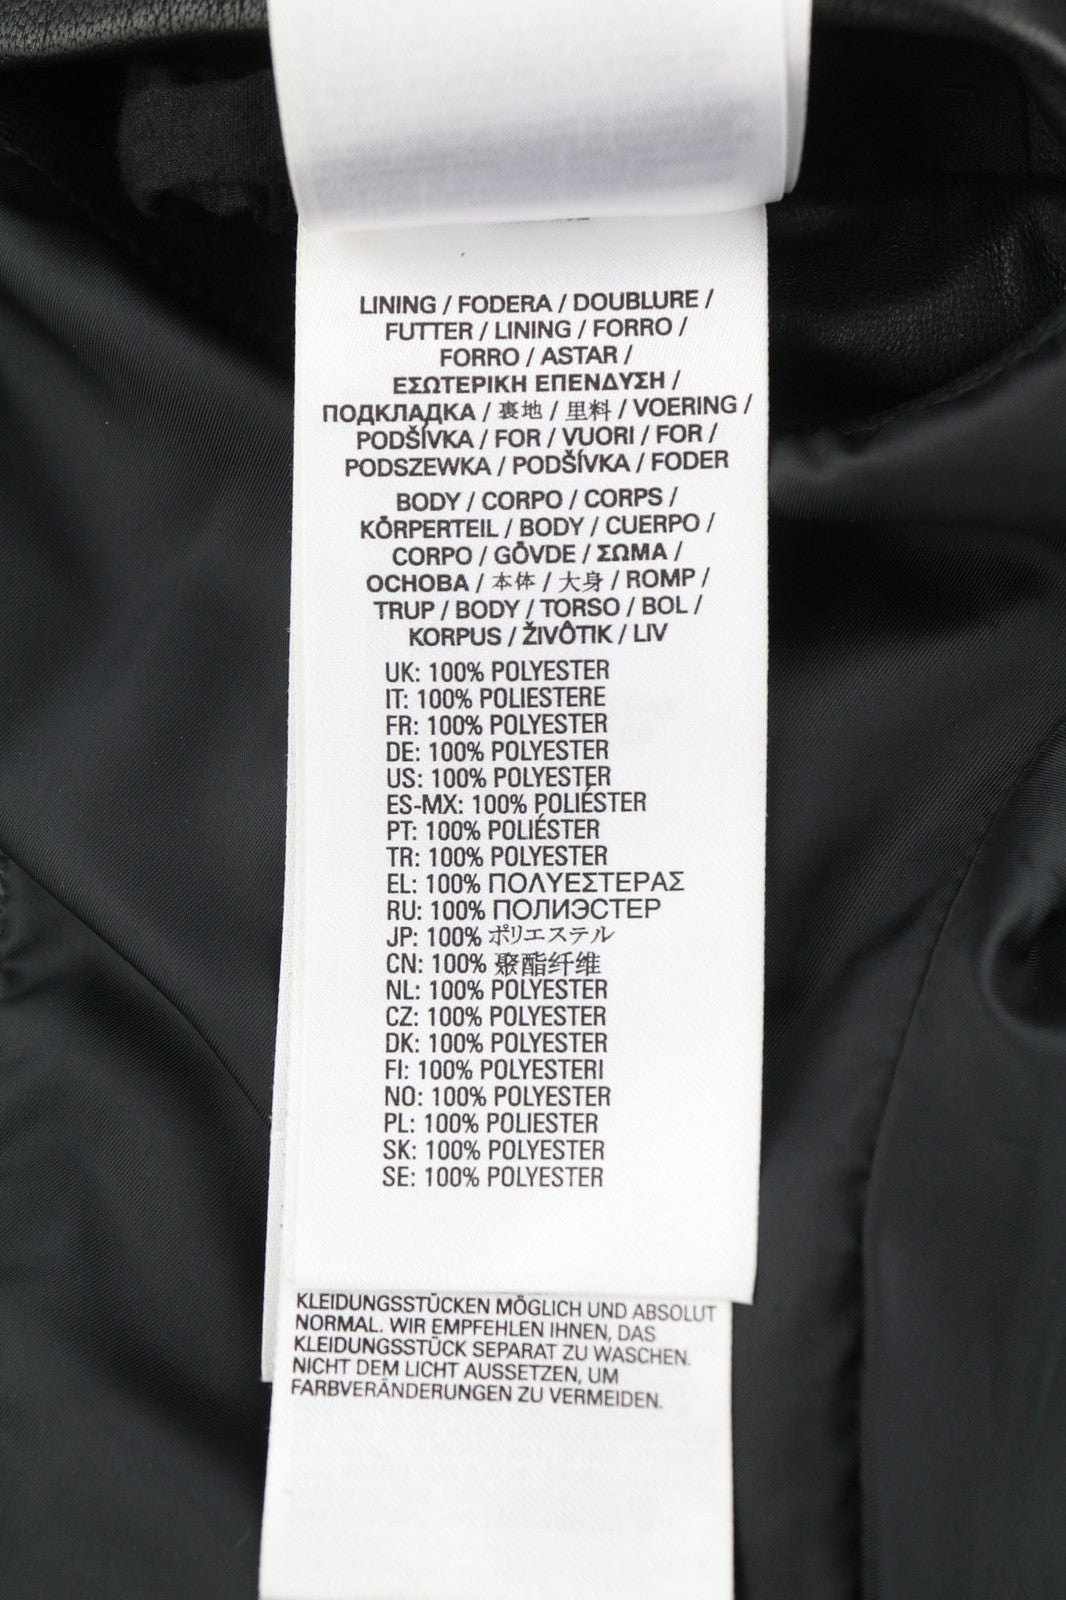 LINING / FODERA / DOUBLURE /
FUTTER / LINING / FORRO /
FORRO / ASTAR /
ΕΣΩΤΕΡΙΚΗ ΕΠΕΝΔΥΣΗ /
ПОДКЛАДКА / 裏地 / 里料 / VOERING /
PODŠÍVKA / FOR / VUORI / FOR /
PODSZEWKA / PODŠÍVKA / FODER
BODY / CORPO / CORPS /
KÖRPERTEIL / BODY / CUERPO /
CORPO / GÖVDE / ΣΩΜΑ /
ОСНОВА / 本体 / 大身 / ROMP /
TRUP / BODY / TORSO / BOL /
KORPUS / ŽIVÔTIK / LIV
UK: 100% POLYESTER
IT: 100% POLIESTERE
FR: 100% POLYESTER
DE: 100% POLYESTER
US: 100% POLYESTER
ES-MX: 100% POLIÉSTER
PT: 100% POLIÉSTER
TR: 100% POLYESTER
EL: 100% ΠΟΛΥΕΣΤΕΡΑΣ
RU: 100% ПОЛИЭСТЕР
JP: 100% ポリエステル
CN: 100% 聚酯纤维
NL: 100% POLYESTER
CZ: 100% POLYESTER
DK: 100% POLYESTER
FI: 100% POLYESTERI
NO: 100% POLYESTER
PL: 100% POLIESTER
SK: 100% POLYESTER
SE: 100% POLYESTER
KLEIDUNGSSTÜCKEN MÖGLICH UND ABSOLUT
NORMAL. WIR EMPFEHLEN IHNEN, DAS
KLEIDUNGSSTÜCK SEPARAT ZU WASCHEN.
NICHT DEM LICHT AUSSETZEN, UM
FARBVERÄNDERUNGEN ZU VERMEIDEN.